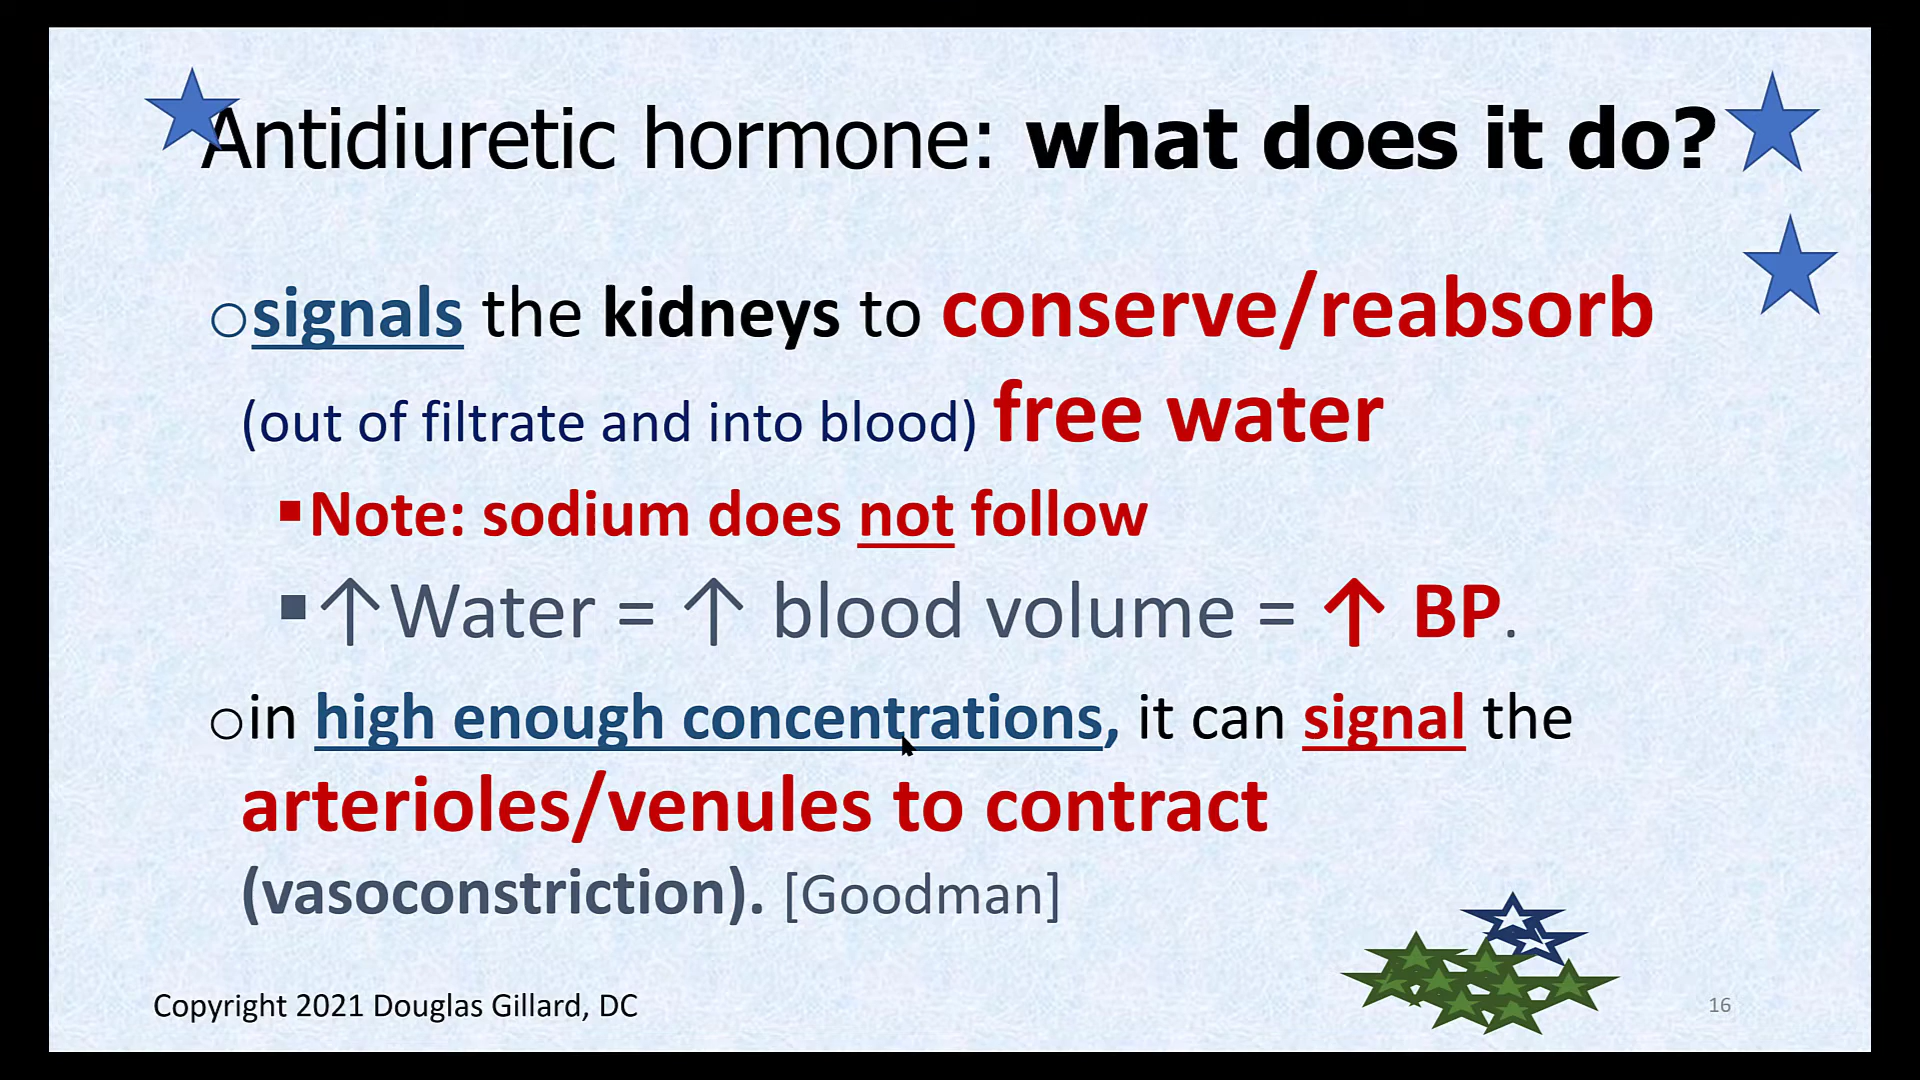 Antidiuretic hormone: what does it do?
signals the kidneys to conserve/reabsorb
(out of filtrate and into blood) free water
Note: sodium does not follow
↑Water = ↑ blood volume = ↑ BP.
in high enough concentrations, it can signal the
arterioles/venules to contract
(vasoconstriction). [Goodman]
Copyright 2021 Douglas Gillard, DC
16